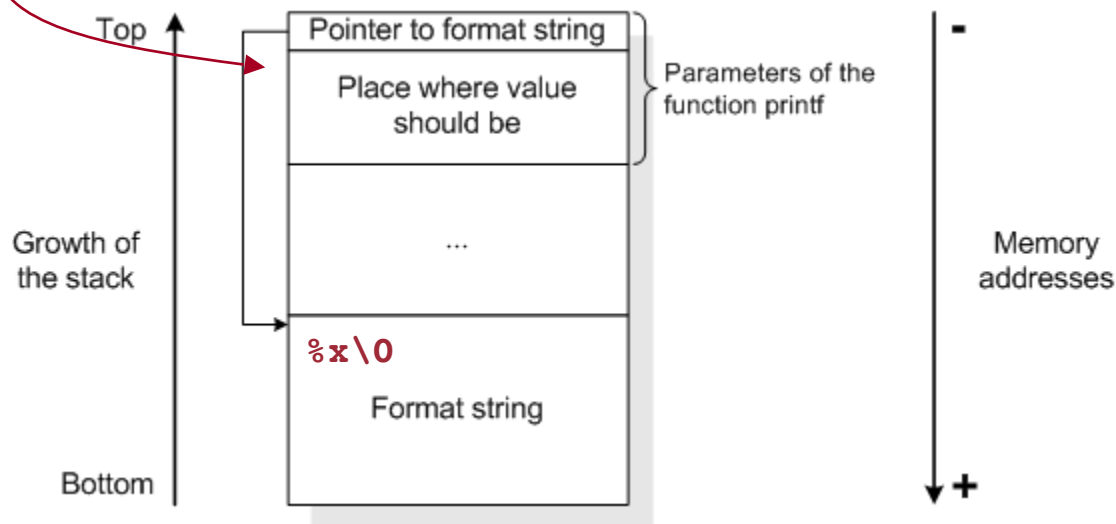 Top
Pointer to format string
-
Place where value
should be
Parameters of the
function printf
Growth of
the stack
...
Memory
addresses
%x\0
Format string
Bottom
+